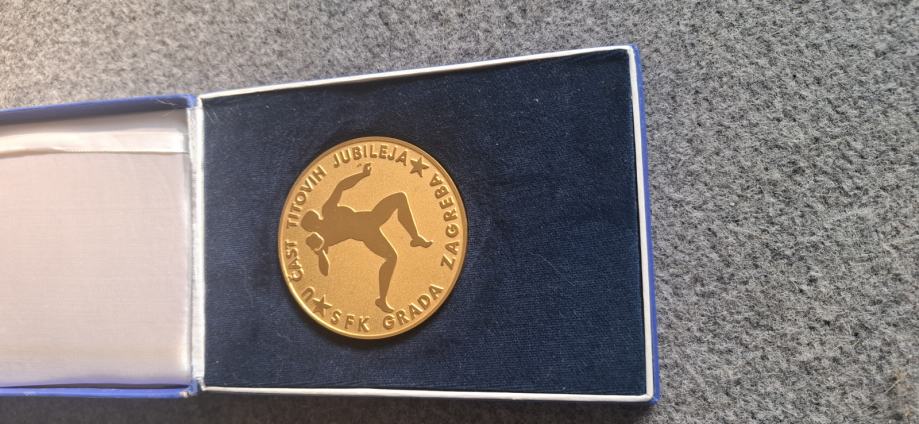 U ČAST TITOVIH JUBILEJA
SFK GRADA ZAGREBA